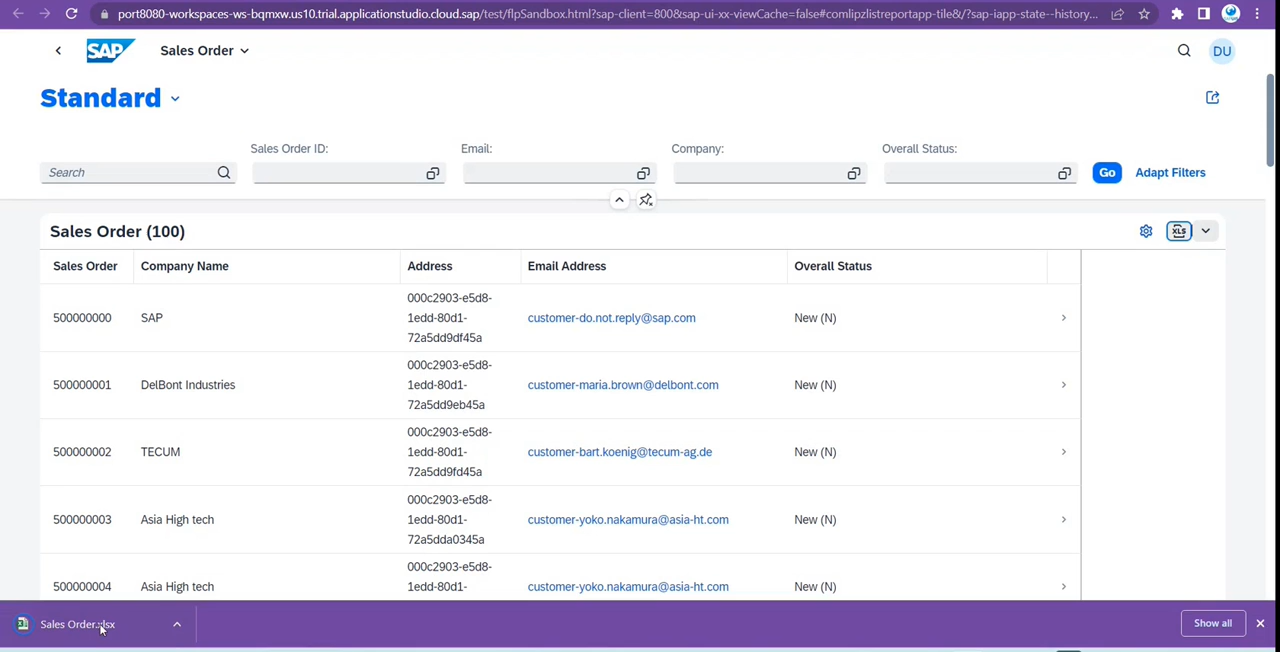 port8080-workspaces-ws-bqmxw.us10.trial.applicationstudio.cloud.sap/test/flpSandbox.html?sap-client=800&sap-ui-xx-viewCache=false#comlipzlistreportapp-tile&/?sap-iapp-state--history...
SAP Sales Order DU
Standard
Sales Order ID: Email: Company: Overall Status:
Search Go Adapt Filters
Sales Order (100) XLS
Sales Order Company Name Address Email Address Overall Status
000c2903-e5d8-
500000000 SAP 1edd-80d1- customer-do.not.reply@sap.com New (N)
72a5dd9df45a
000c2903-e5d8-
500000001 DelBont Industries 1edd-80d1- customer-maria.brown@delbont.com New (N)
72a5dd9eb45a
000c2903-e5d8-
500000002 TECUM 1edd-80d1- customer-bart.koenig@tecum-ag.de New (N)
72a5dd9fd45a
000c2903-e5d8-
500000003 Asia High tech 1edd-80d1- customer-yoko.nakamura@asia-ht.com New (N)
72a5dda0345a
000c2903-e5d8-
500000004 Asia High tech 1edd-80d1- customer-yoko.nakamura@asia-ht.com New (N)
Sales Order.xlsx Show all